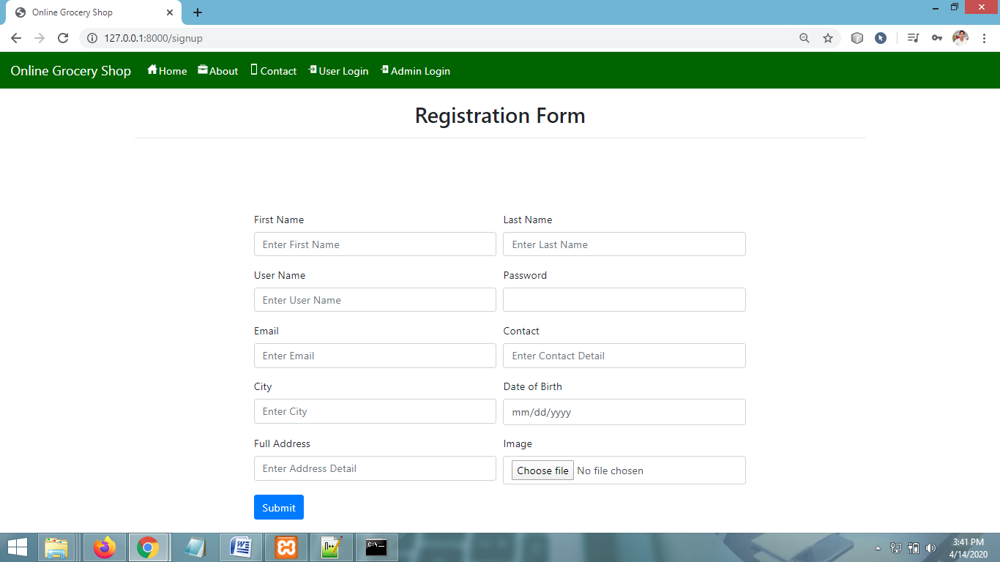 Online Grocery Shop
127.0.0.1:8000/signup
Online Grocery Shop Home About Contact User Login Admin Login
Registration Form
First Name Last Name
Enter First Name Enter Last Name
User Name Password
Enter User Name
Email Contact
Enter Email Enter Contact Detail
City Date of Birth
Enter City mm/dd/yyyy
Full Address Image
Enter Address Detail Choose file No file chosen
Submit
3:41 PM
4/14/2020